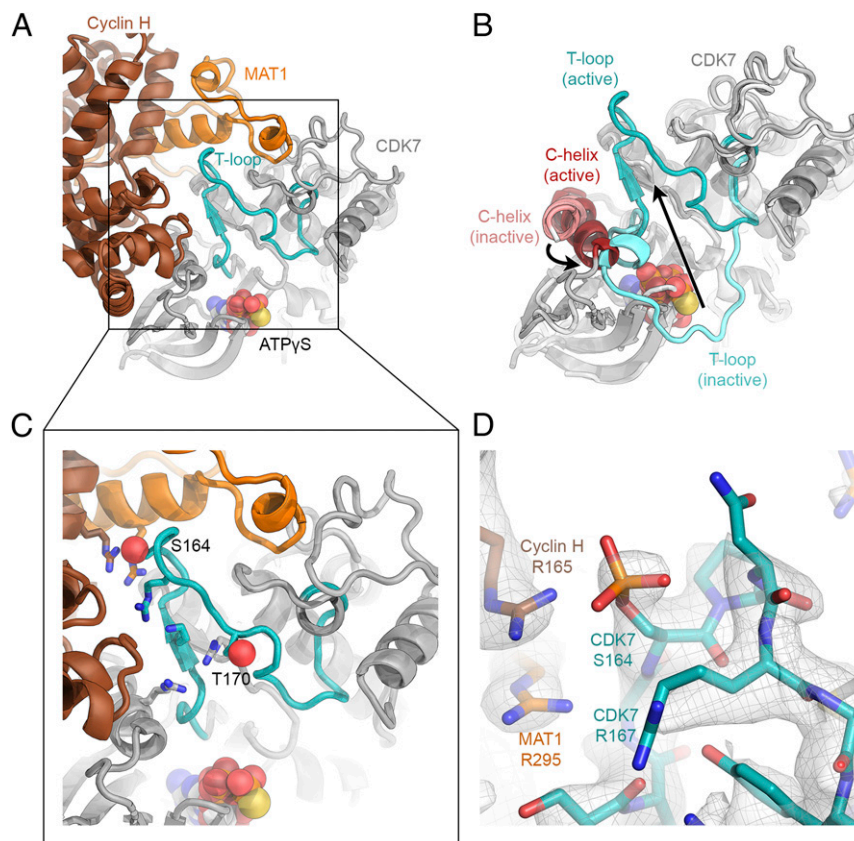 A
Cyclin H
MAT1
T-loop
CDK7
ATPγS
B
T-loop
(active)
CDK7
C-helix
(active)
C-helix
(inactive)
T-loop
(inactive)
C
S164
T170
D
Cyclin H
R165
CDK7
S164
CDK7
R167
MAT1
R295